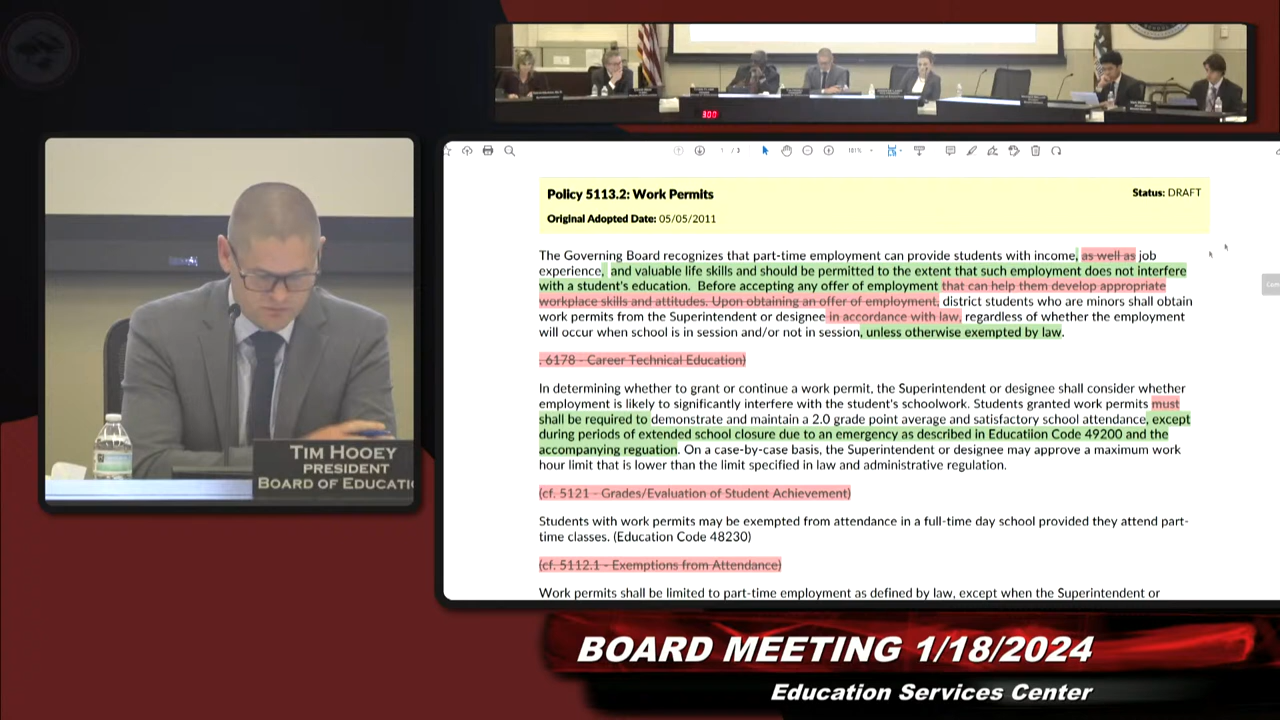 300
1 / 3
181%
Policy 5113.2: Work Permits
Status: DRAFT
Original Adopted Date: 05/05/2011
The Governing Board recognizes that part-time employment can provide students with income, as well as job
experience, and valuable life skills and should be permitted to the extent that such employment does not interfere
with a student's education. Before accepting any offer of employment that can help them develop appropriate
workplace skills and attitudes. Upon obtaining an offer of employment, district students who are minors shall obtain
work permits from the Superintendent or designee in accordance with law, regardless of whether the employment
will occur when school is in session and/or not in session, unless otherwise exempted by law.
. 6178 - Career Technical Education)
In determining whether to grant or continue a work permit, the Superintendent or designee shall consider whether
employment is likely to significantly interfere with the student's schoolwork. Students granted work permits must
shall be required to demonstrate and maintain a 2.0 grade point average and satisfactory school attendance, except
during periods of extended school closure due to an emergency as described in Educatiion Code 49200 and the
accompanying reguation. On a case-by-case basis, the Superintendent or designee may approve a maximum work
hour limit that is lower than the limit specified in law and administrative regulation.
(cf. 5121 - Grades/Evaluation of Student Achievement)
Students with work permits may be exempted from attendance in a full-time day school provided they attend part-
time classes. (Education Code 48230)
(cf. 5112.1 - Exemptions from Attendance)
Work permits shall be limited to part-time employment as defined by law, except when the Superintendent or
TIM HOOEY
PRESIDENT
BOARD OF EDUCATI
BOARD MEETING 1/18/2024
Education Services Center